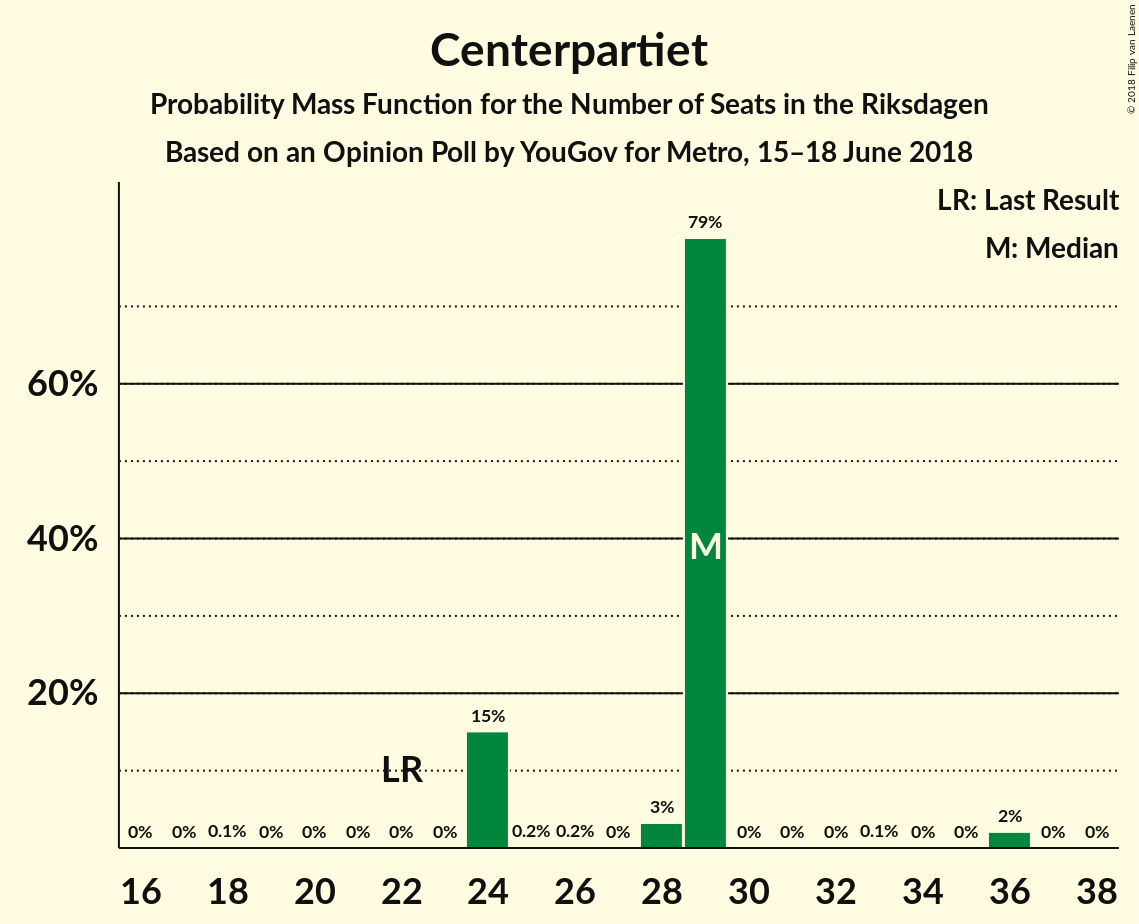 Centerpartiet
Probability Mass Function for the Number of Seats in the Riksdagen
Based on an Opinion Poll by YouGov for Metro, 15–18 June 2018
© 2018 Filip van Laenen
LR: Last Result
M: Median
60%
40%
20%
0% 0% 0.1% 0% 0% 0% 0% 0% 15% 0.2% 0.2% 0% 3% 79% 0% 0% 0% 0.1% 0% 0% 2% 0% 0%
LR
M
16 18 20 22 24 26 28 30 32 34 36 38